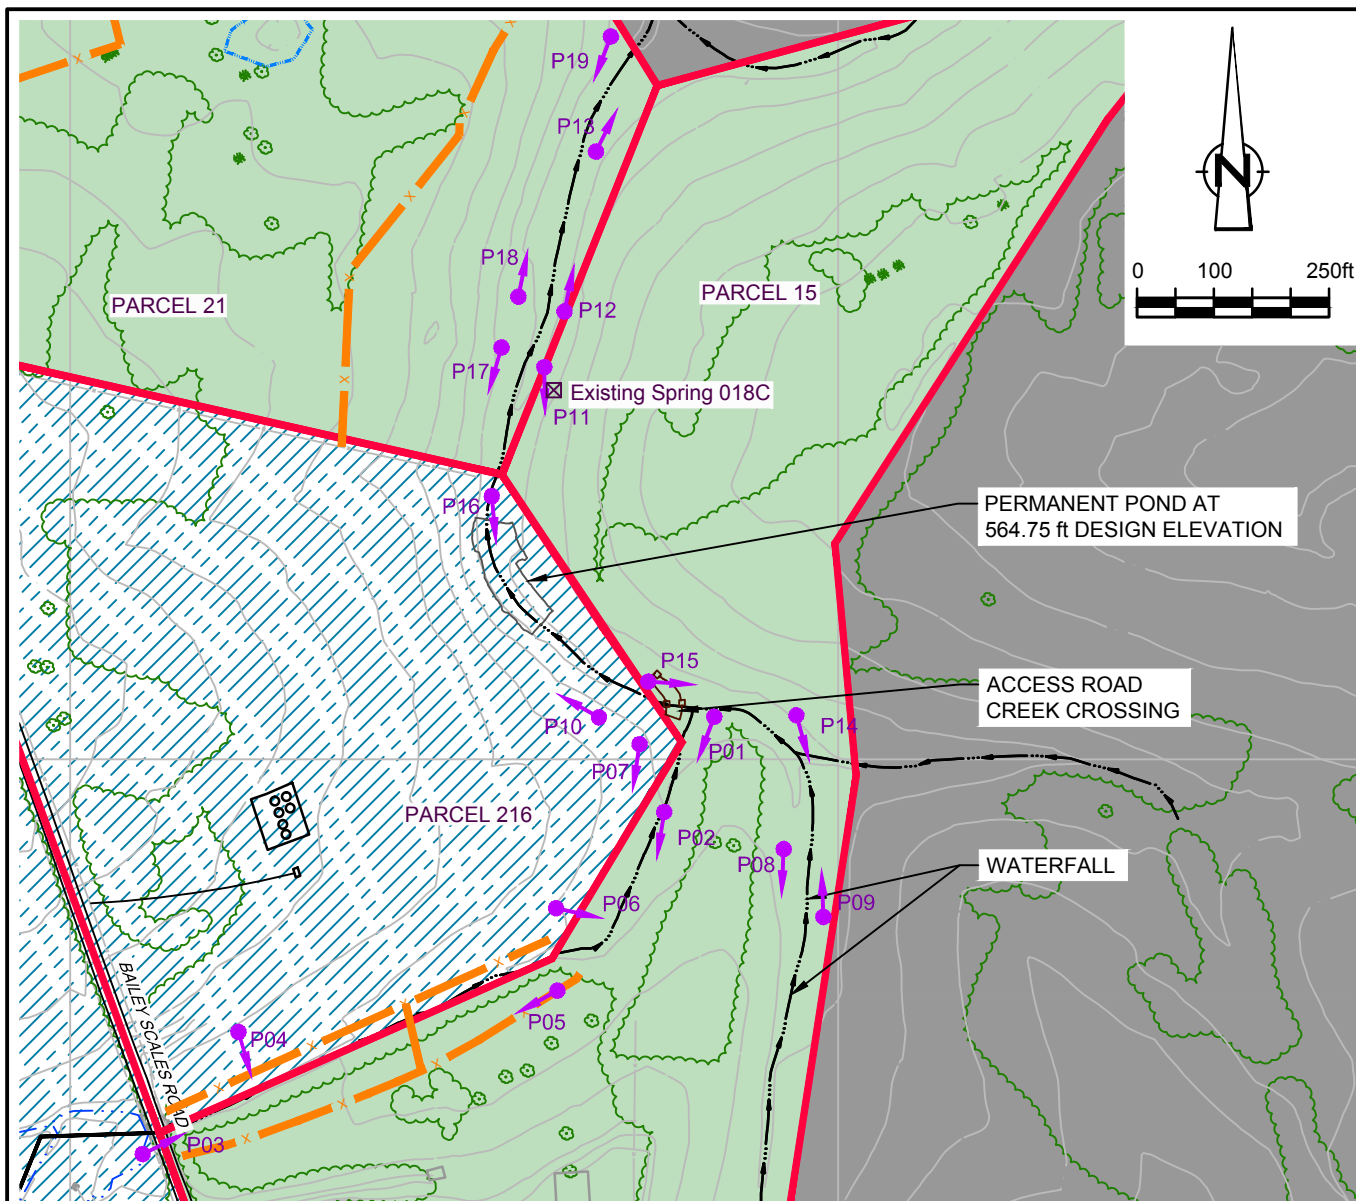 P19
P13
N
0 100 250ft
P18
PARCEL 21
PARCEL 15
P12
P17
Existing Spring 018C
P11
P16
PERMANENT POND AT
564.75 ft DESIGN ELEVATION
P15
ACCESS ROAD
CREEK CROSSING
P10
P14
P01
P07
PARCEL 216
P02
P08
WATERFALL
P06
P09
BAILEY SCALES ROAD
P05
P04
P03